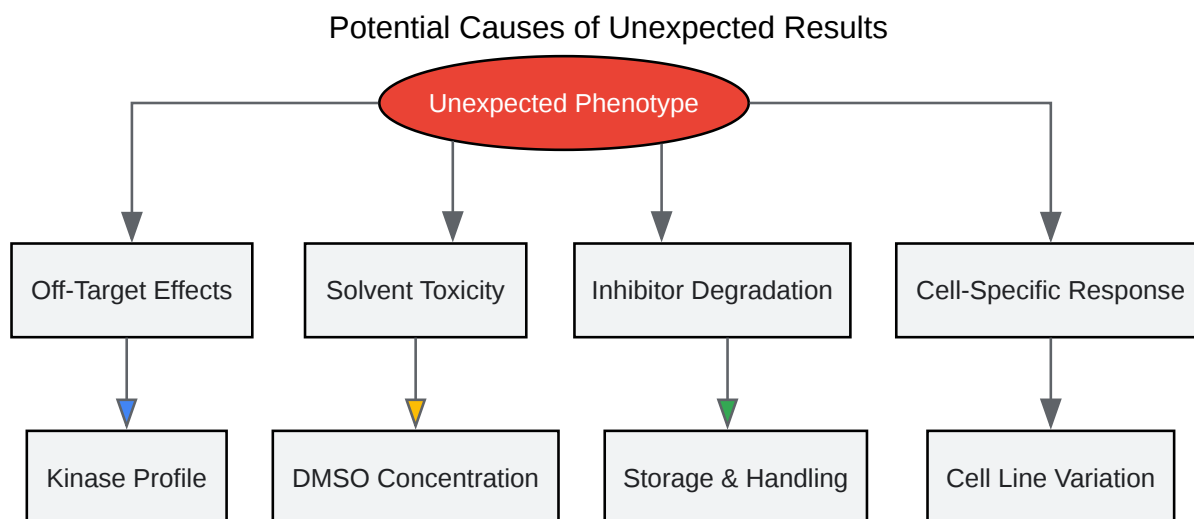 Potential Causes of Unexpected Results
Unexpected Phenotype
Off-Target Effects
Solvent Toxicity
Inhibitor Degradation
Cell-Specific Response
Kinase Profile
DMSO Concentration
Storage & Handling
Cell Line Variation